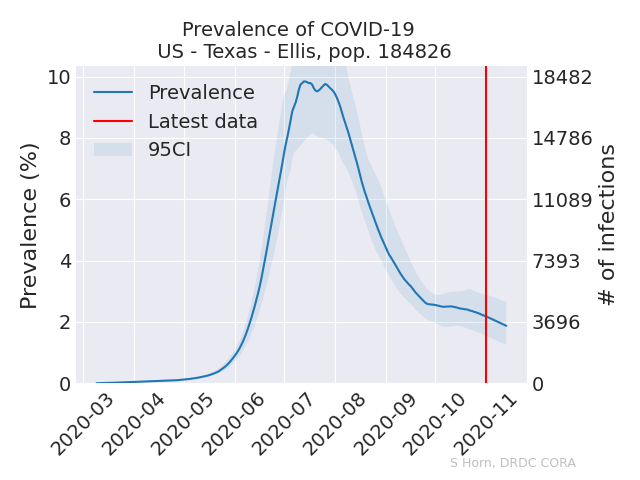 Prevalence of COVID-19
US - Texas - Ellis, pop. 184826
Prevalence
Latest data
95CI
Prevalence (%)
10
8
6
4
2
0
18482
14786
11089
7393
3696
0
# of infections
2020-03
2020-04
2020-05
2020-06
2020-07
2020-08
2020-09
2020-10
2020-11
S Horn, DRDC CORA